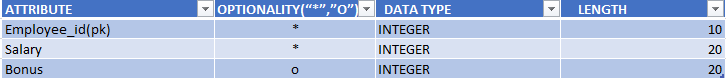 ATTRIBUTE OPTIONALITY("*","O") DATA TYPE LENGTH
Employee_id(pk) * INTEGER 10
Salary * INTEGER 20
Bonus o INTEGER 20